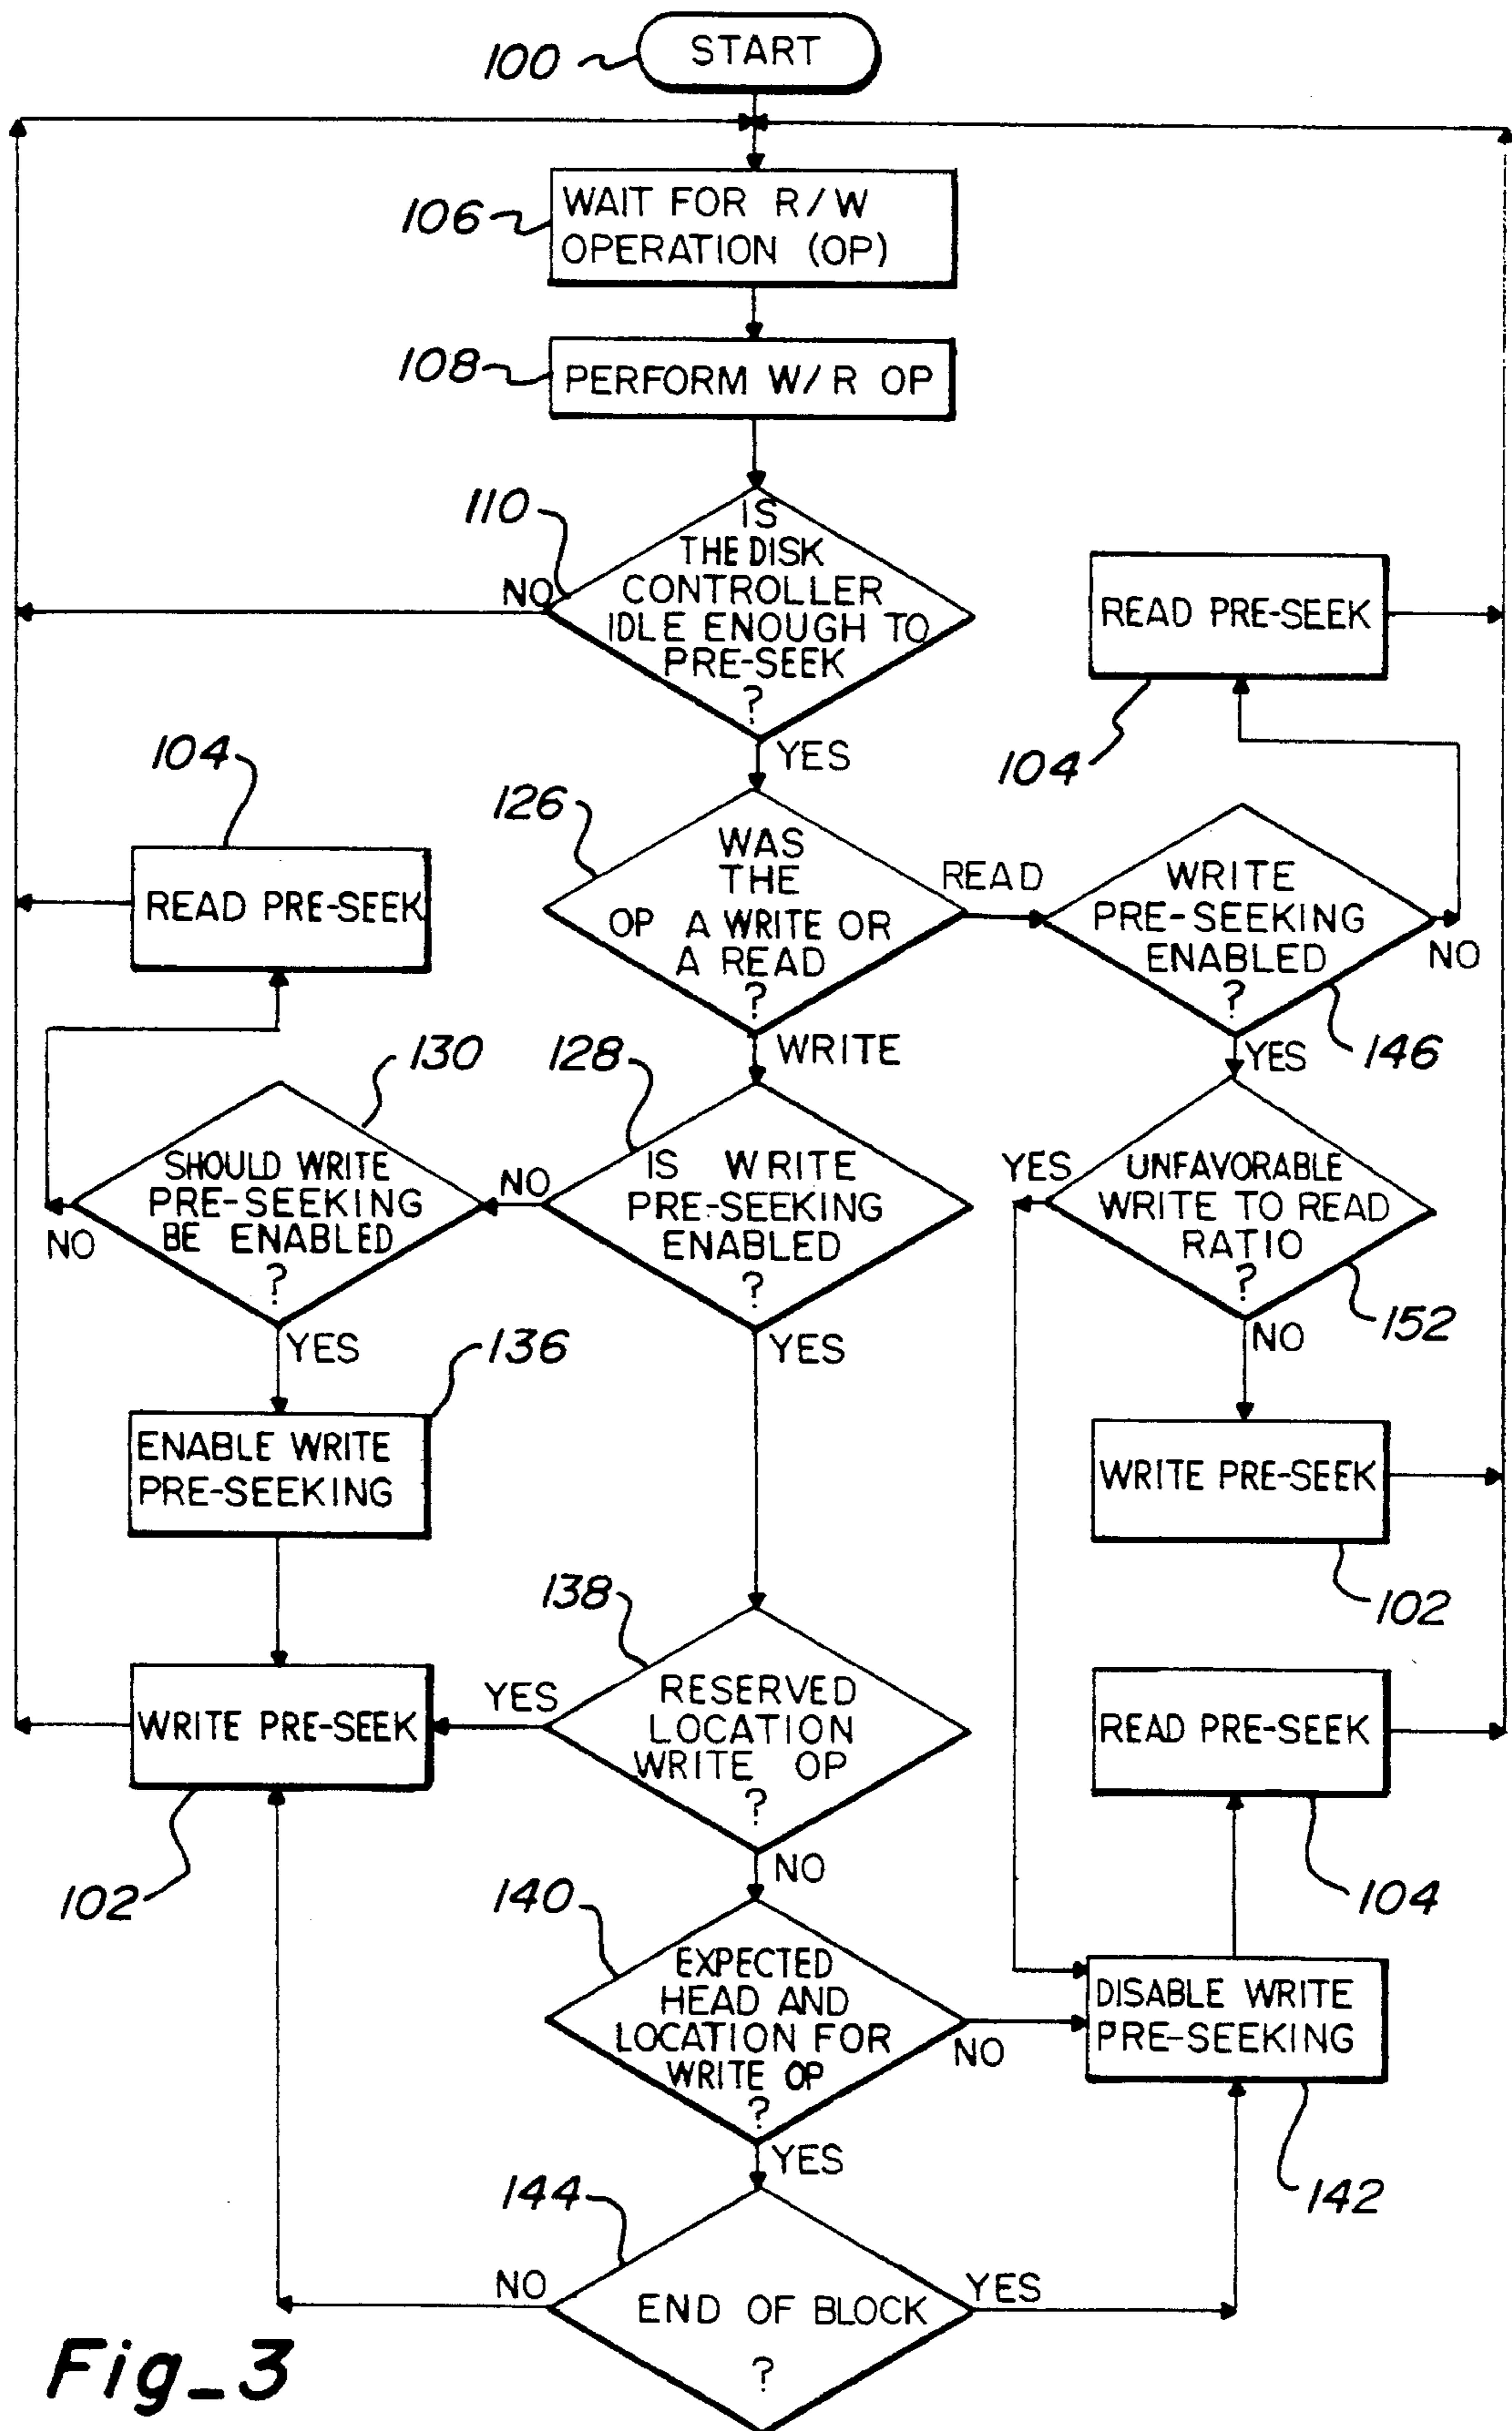 START
100
106
WAIT FOR R/W
OPERATION (OP)
108
PERFORM W/R OP
110
IS
THE DISK
CONTROLLER
IDLE ENOUGH TO
PRE-SEEK
?
NO
YES
READ PRE-SEEK
104
104
READ PRE-SEEK
126
WAS
THE
OP A WRITE OR
A READ
?
READ
WRITE
WRITE
PRE-SEEKING
ENABLED
?
NO
YES
146
130
SHOULD WRITE
PRE-SEEKING
BE ENABLED
?
NO
YES
128
IS WRITE
PRE-SEEKING
ENABLED
?
NO
YES
UNFAVORABLE
WRITE TO READ
RATIO
?
YES
NO
152
136
ENABLE WRITE
PRE-SEEKING
WRITE PRE-SEEK
102
138
RESERVED
LOCATION
WRITE OP
?
YES
NO
WRITE PRE-SEEK
102
READ PRE-SEEK
104
140
EXPECTED
HEAD AND
LOCATION FOR
WRITE OP
?
NO
YES
DISABLE WRITE
PRE-SEEKING
142
144
END OF BLOCK
?
NO
YES
Fig_3